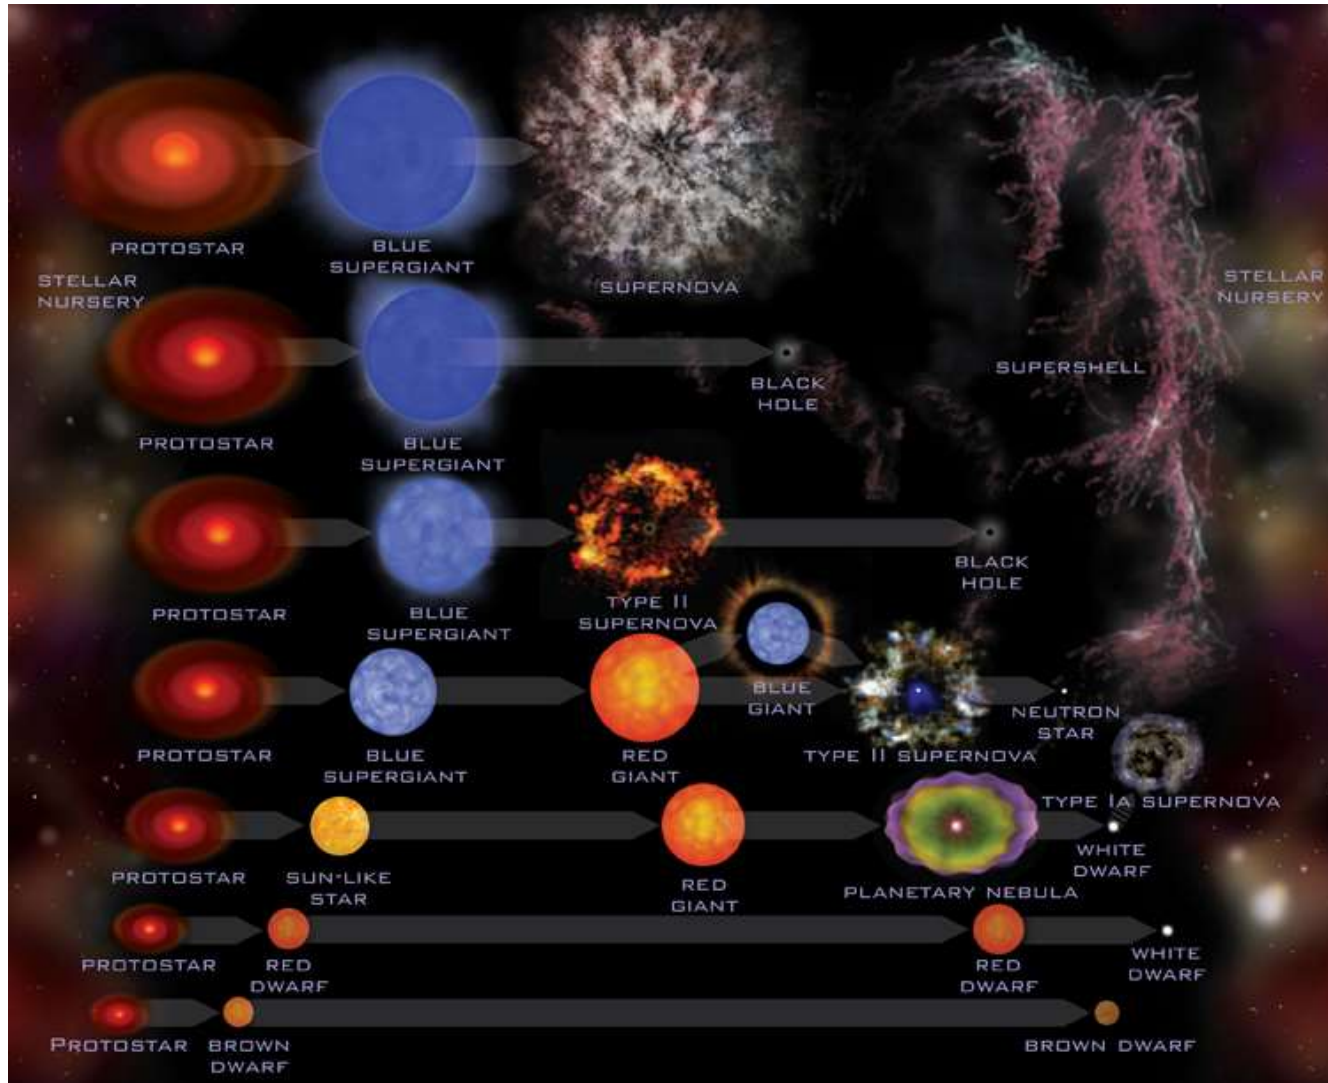 PROTOSTAR
BLUE
SUPERGIANT
SUPERNOVA
STELLAR
NURSERY
STELLAR
NURSERY
PROTOSTAR
BLUE
SUPERGIANT
BLACK
HOLE
SUPERSHELL
PROTOSTAR
BLUE
SUPERGIANT
TYPE II
SUPERNOVA
BLACK
HOLE
PROTOSTAR
BLUE
SUPERGIANT
RED
GIANT
BLUE
GIANT
TYPE II SUPERNOVA
NEUTRON
STAR
TYPE IA SUPERNOVA
PROTOSTAR
SUN-LIKE
STAR
RED
GIANT
PLANETARY NEBULA
WHITE
DWARF
PROTOSTAR
RED
DWARF
RED
DWARF
WHITE
DWARF
PROTOSTAR
BROWN
DWARF
BROWN DWARF